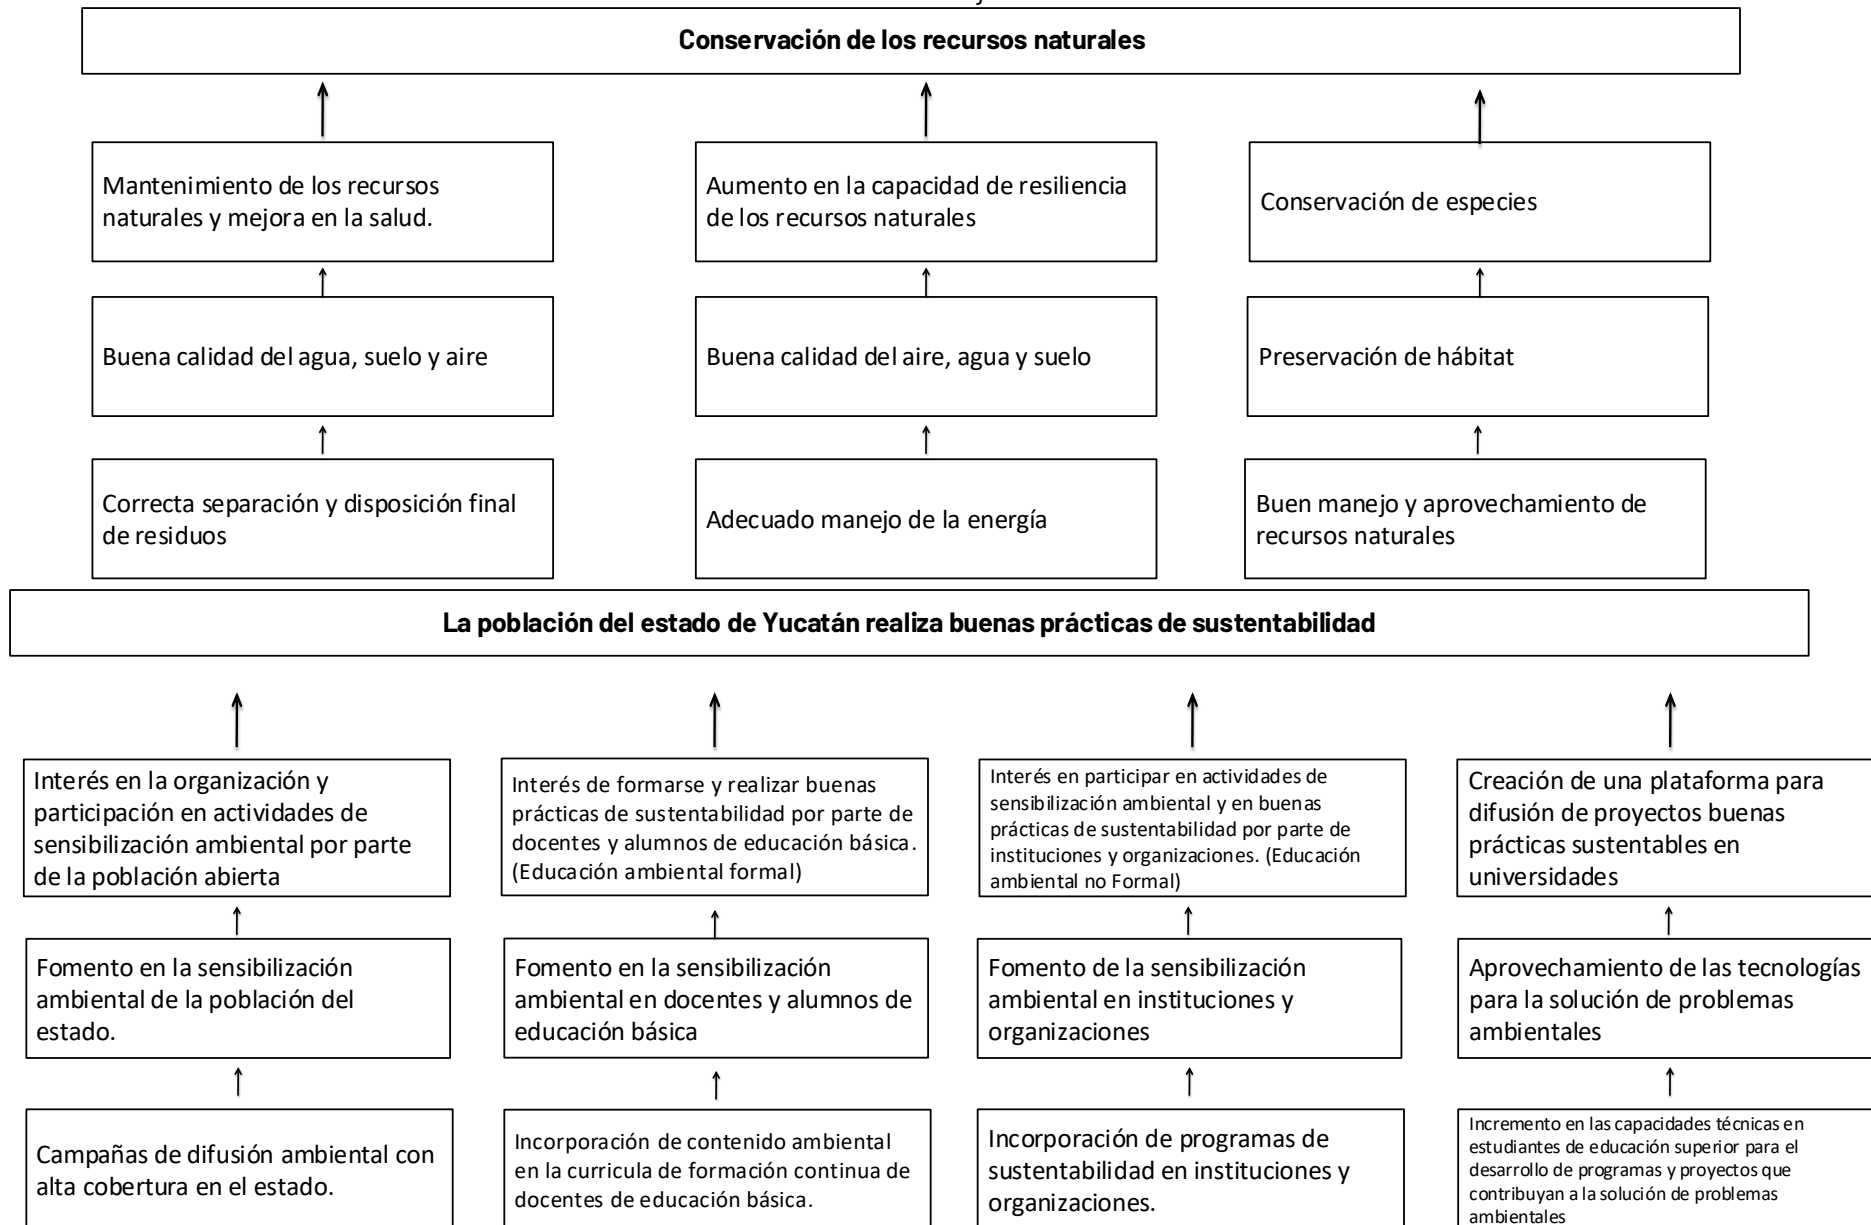 Conservación de los recursos naturales
Mantenimiento de los recursos
naturales y mejora en la salud.
Aumento en la capacidad de resiliencia
de los recursos naturales
Conservación de especies
Buena calidad del agua, suelo y aire
Buena calidad del aire, agua y suelo
Preservación de hábitat
Correcta separación y disposición final
de residuos
Adecuado manejo de la energía
Buen manejo y aprovechamiento de
recursos naturales
La población del estado de Yucatán realiza buenas prácticas de sustentabilidad
Interés en la organización y
participación en actividades de
sensibilización ambiental por parte
de la población abierta
Interés de formarse y realizar buenas
prácticas de sustentabilidad por parte de
docentes y alumnos de educación básica.
(Educación ambiental formal)
Interés en participar en actividades de
sensibilización ambiental y en buenas
prácticas de sustentabilidad por parte de
instituciones y organizaciones. (Educación
ambiental no Formal)
Creación de una plataforma para
difusión de proyectos buenas
prácticas sustentables en
universidades
Fomento en la sensibilización
ambiental de la población del
estado.
Fomento en la sensibilización
ambiental en docentes y alumnos de
educación básica
Fomento de la sensibilización
ambiental en instituciones y
organizaciones
Aprovechamiento de las tecnologías
para la solución de problemas
ambientales
Campañas de difusión ambiental con
alta cobertura en el estado.
Incorporación de contenido ambiental
en la curricula de formación continua de
docentes de educación básica.
Incorporación de programas de
sustentabilidad en instituciones y
organizaciones.
Incremento en las capacidades técnicas en
estudiantes de educación superior para el
desarrollo de programas y proyectos que
contribuyan a la solución de problemas
ambientales